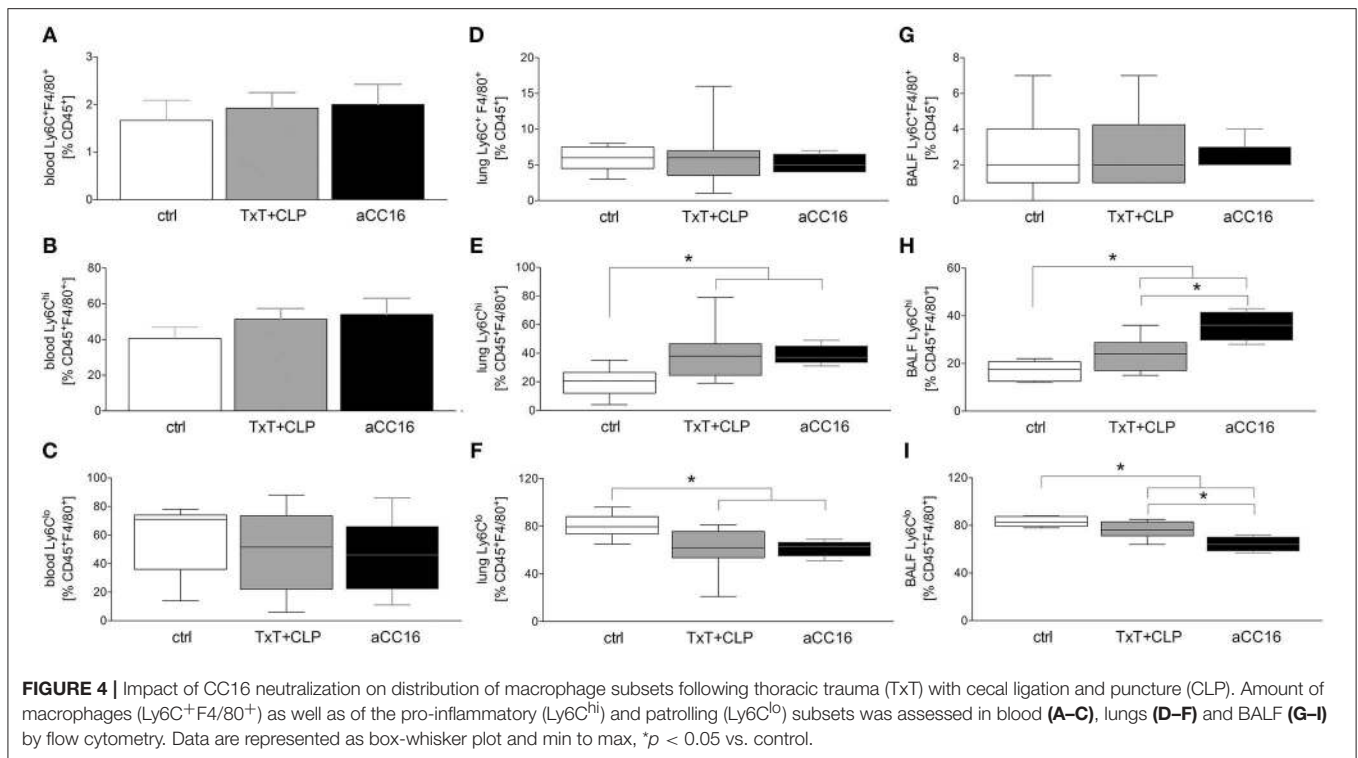 A
blood Ly6C⁺F4/80⁺
[% CD45⁺]
3
2
1
0
ctrl TxT+CLP aCC16
D
lung Ly6C⁺ F4/80⁺
[% CD45⁺]
20
15
10
5
0
ctrl TxT+CLP aCC16
G
BALF Ly6C⁺F4/80⁺
[% CD45⁺]
8
6
4
2
0
ctrl TxT+CLP aCC16
B
blood Ly6Cʰⁱ
[% CD45⁺F4/80⁺]
80
60
40
20
0
ctrl TxT+CLP aCC16
E
lung Ly6Cʰⁱ
[% CD45⁺F4/80⁺]
100
80
60
40
20
0
*
ctrl TxT+CLP aCC16
H
BALF Ly6Cʰⁱ
[% CD45⁺F4/80⁺]
60
40
20
0
*
*
ctrl TxT+CLP aCC16
C
blood Ly6Cˡᵒ
[% CD45⁺F4/80⁺]
100
80
60
40
20
0
ctrl TxT+CLP aCC16
F
lung Ly6Cˡᵒ
[% CD45⁺F4/80⁺]
120
80
40
0
*
ctrl TxT+CLP aCC16
I
BALF Ly6Cˡᵒ
[% CD45⁺F4/80⁺]
120
80
40
0
*
*
ctrl TxT+CLP aCC16
FIGURE 4 | Impact of CC16 neutralization on distribution of macrophage subsets following thoracic trauma (TxT) with cecal ligation and puncture (CLP). Amount of
macrophages (Ly6C⁺F4/80⁺) as well as of the pro-inflammatory (Ly6Cʰⁱ) and patrolling (Ly6Cˡᵒ) subsets was assessed in blood (A–C), lungs (D–F) and BALF (G–I)
by flow cytometry. Data are represented as box-whisker plot and min to max, *p < 0.05 vs. control.